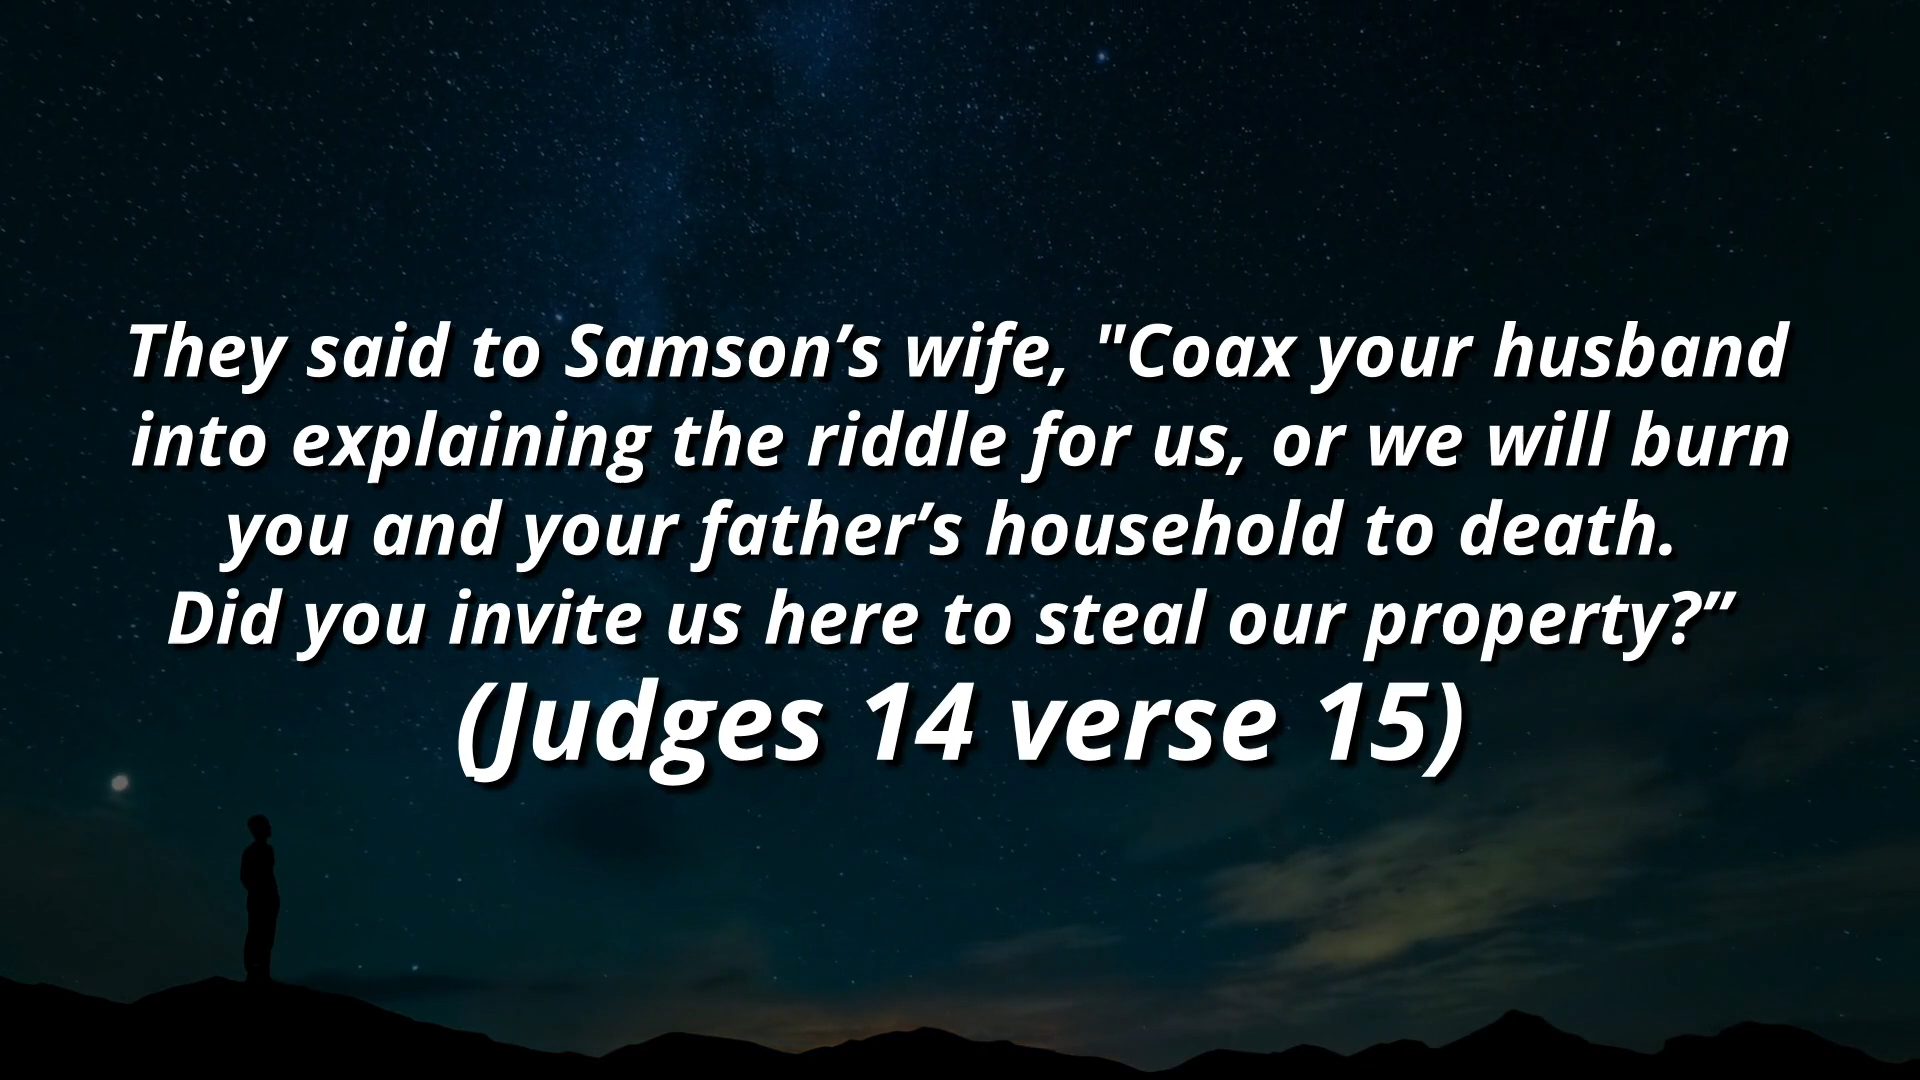 They said to Samson’s wife, "Coax your husband
into explaining the riddle for us, or we will burn
you and your father’s household to death.
Did you invite us here to steal our property?”
(Judges 14 verse 15)